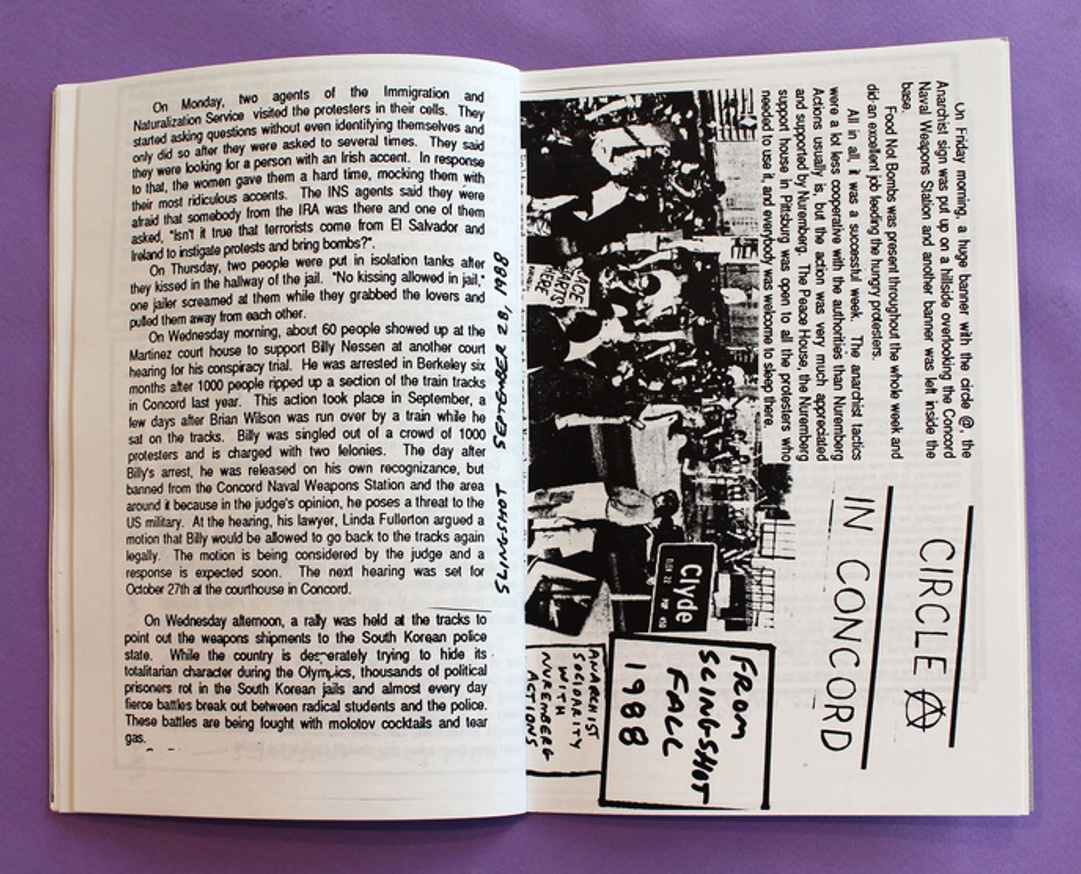 On Monday, two agents of the Immigration and
Naturalization Service visited the protesters in their cells. They
started asking questions without even identifying themselves and
only did so after they were asked to several times. They said
they were looking for a person with an Irish accent. In response
to that, the women gave them a hard time, mocking them with
their most ridiculous accents. The INS agents said they were
afraid that somebody from the IRA was there and one of them
asked, "Isn't it true that terrorists come from El Salvador and
Ireland to instigate protests and bring bombs?".
On Thursday, two people were put in isolation tanks after
they kissed in the hallway of the jail. "No kissing allowed in jail,"
one jailer screamed at them while they grabbed the lovers and
pulled them away from each other.
On Wednesday morning, about 60 people showed up at the
Martinez court house to support Billy Nessen at another court
hearing for his conspiracy trial. He was arrested in Berkeley six
months after 1000 people ripped up a section of the train tracks
in Concord last year. This action took place in September, a
few days after Brian Wilson was run over by a train while he
sat on the tracks. Billy was singled out of a crowd of 1000
protesters and is charged with two felonies. The day after
Billy's arrest, he was released on his own recognizance, but
banned from the Concord Naval Weapons Station and the area
around it because in the judge's opinion, he poses a threat to the
US military. At the hearing, his lawyer, Linda Fullerton argued a
motion that Billy would be allowed to go back to the tracks again
legally. The motion is being considered by the judge and a
response is expected soon. The next hearing was set for
October 27th at the courthouse in Concord.
On Wednesday afternoon, a rally was held at the tracks to
point out the weapons shipments to the South Korean police
state. While the country is desperately trying to hide its
totalitarian character during the Olympics, thousands of political
prisoners rot in the South Korean jails and almost every day
fierce battles break out between radical students and the police.
These battles are being fought with molotov cocktails and tear
gas.
SLINGSHOT SEPTEMBER 28, 1988
CIRCLE Ⓐ
IN CONCORD
On Friday morning, a huge banner with the circle @, the
Anarchist sign was put up on a hillside overlooking the Concord
Naval Weapons Station and another banner was left inside the
base.
Food Not Bombs was present throughout the whole week and
did an excellent job feeding the hungry protesters.
All in all, it was a successful week. The anarchist tactics
were a lot less cooperative with the authorities than Nuremberg
Actions usually is, but the action was very much appreciated
and supported by Nuremberg. The Peace House, the Nuremberg
support house in Pittsburg was open to all the protesters who
needed to use it, and everybody was welcome to sleep there.
STARTS
HERE
Clyde
ELEV 22 POP 450
FROM
SLINGSHOT
FALL
1988
ANARCHIST
SOLIDARITY
WITH
NUREMBERG
ACTIONS